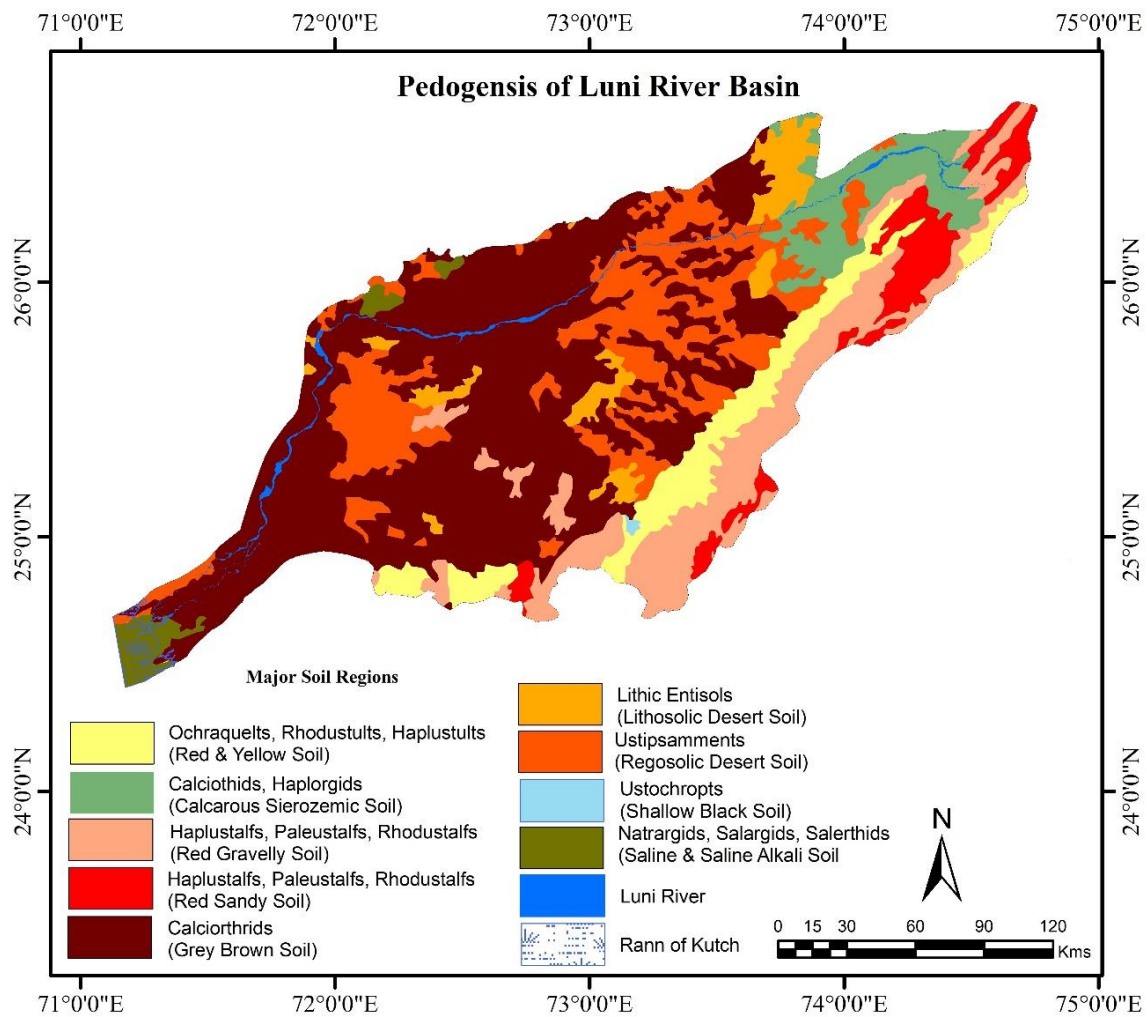 71°0'0"E 72°0'0"E 73°0'0"E 74°0'0"E 75°0'0"E
Pedogensis of Luni River Basin
26°0'0"N 26°0'0"N
25°0'0"N 25°0'0"N
24°0'0"N 24°0'0"N
Major Soil Regions
Ochraquelts, Rhodustults, Haplustults
(Red & Yellow Soil)
Calciothids, Haplorgids
(Calcarous Sierozemic Soil)
Haplustalfs, Paleustalfs, Rhodustalfs
(Red Gravelly Soil)
Haplustalfs, Paleustalfs, Rhodustalfs
(Red Sandy Soil)
Calciorthrids
(Grey Brown Soil)
Lithic Entisols
(Lithosolic Desert Soil)
Ustipsamments
(Regosolic Desert Soil)
Ustochropts
(Shallow Black Soil)
Natrargids, Salargids, Salerthids
(Saline & Saline Alkali Soil
Luni River
Rann of Kutch
N
0 15 30 60 90 120
Kms
71°0'0"E 72°0'0"E 73°0'0"E 74°0'0"E 75°0'0"E